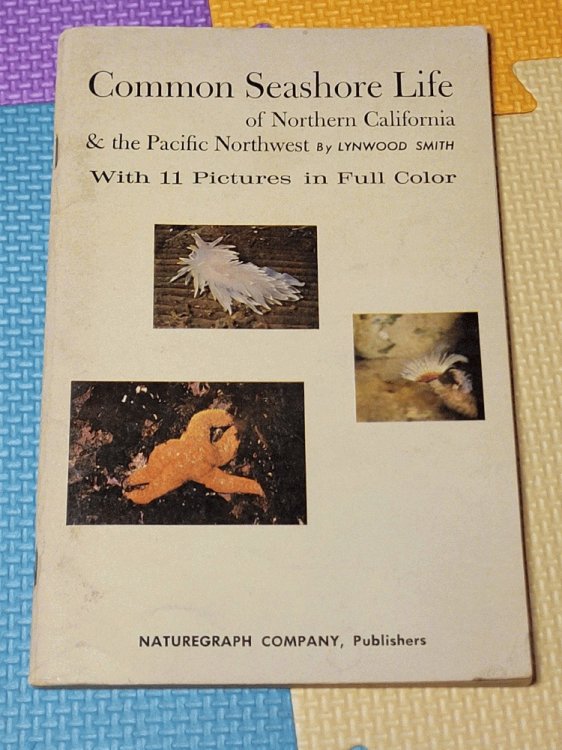 Common Seashore Life
of Northern California
& the Pacific Northwest By LYNWOOD SMITH
With 11 Pictures in Full Color
NATUREGRAPH COMPANY, Publishers